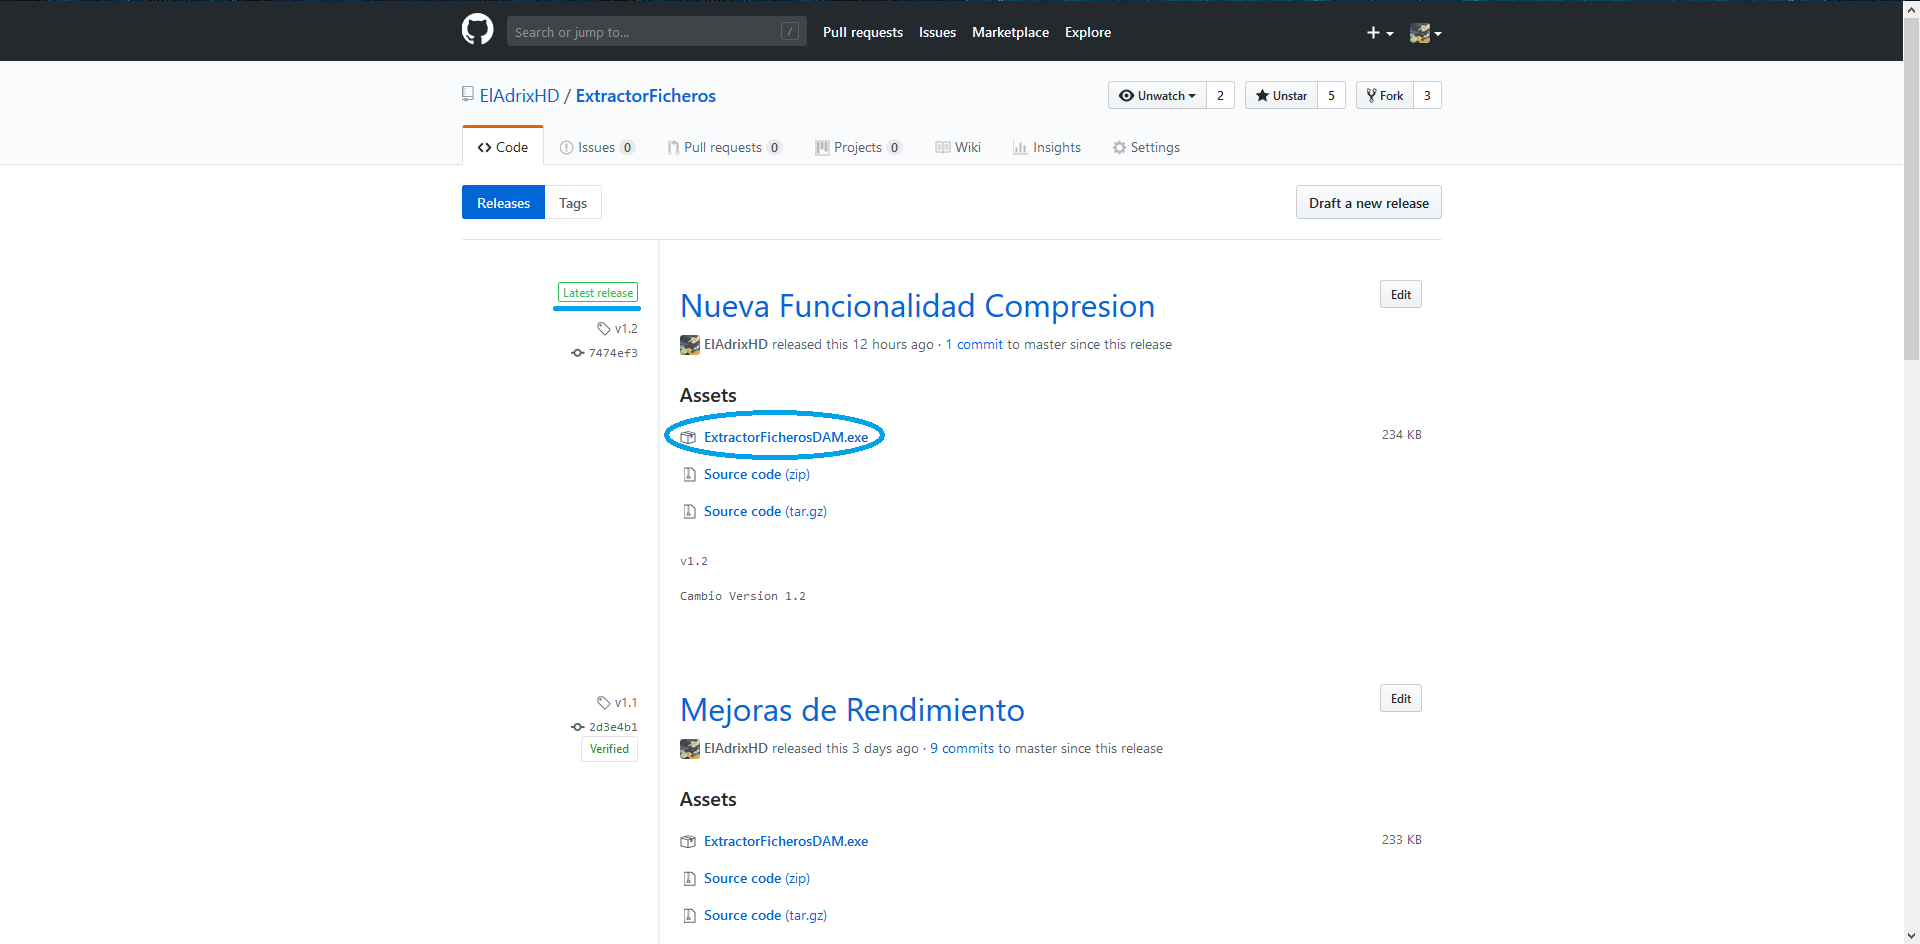 Search or jump to... / Pull requests Issues Marketplace Explore
ElAdrixHD / ExtractorFicheros Unwatch 2 Unstar 5 Fork 3
Code Issues 0 Pull requests 0 Projects 0 Wiki Insights Settings
Releases Tags Draft a new release
Latest release
v1.2
7474ef3
Nueva Funcionalidad Compresion Edit
ElAdrixHD released this 12 hours ago · 1 commit to master since this release
Assets
ExtractorFicherosDAM.exe 234 KB
Source code (zip)
Source code (tar.gz)
v1.2
Cambio Version 1.2
v1.1
2d3e4b1
Verified
Mejoras de Rendimiento Edit
ElAdrixHD released this 3 days ago · 9 commits to master since this release
Assets
ExtractorFicherosDAM.exe 233 KB
Source code (zip)
Source code (tar.gz)